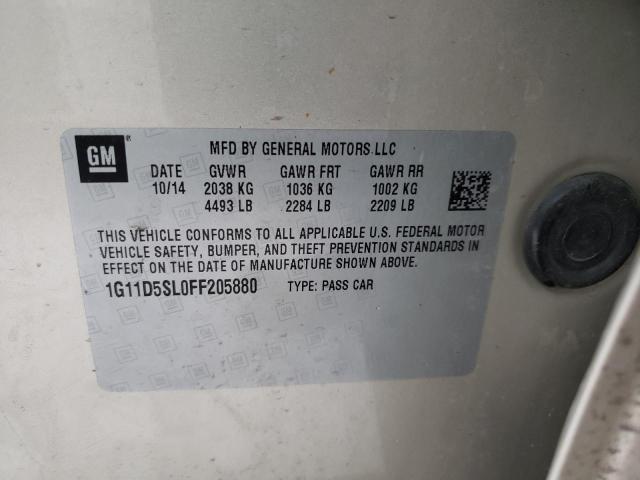 GM®
MFD BY GENERAL MOTORS LLC
DATE GVWR GAWR FRT GAWR RR
10/14 2038 KG 1036 KG 1002 KG
4493 LB 2284 LB 2209 LB
THIS VEHICLE CONFORMS TO ALL APPLICABLE U.S. FEDERAL MOTOR
VEHICLE SAFETY, BUMPER, AND THEFT PREVENTION STANDARDS IN
EFFECT ON THE DATE OF MANUFACTURE SHOWN ABOVE.
1G11D5SL0FF205880 TYPE: PASS CAR